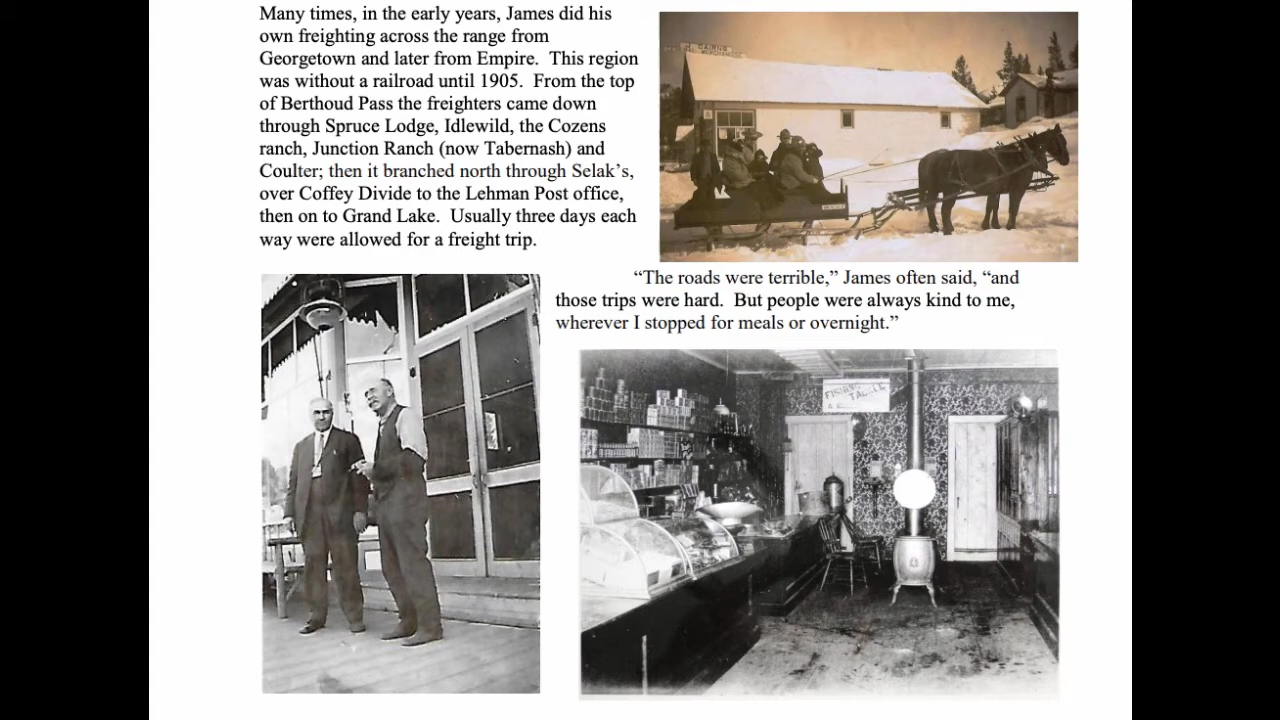 Many times, in the early years, James did his
own freighting across the range from
Georgetown and later from Empire. This region
was without a railroad until 1905. From the top
of Berthoud Pass the freighters came down
through Spruce Lodge, Idlewild, the Cozens
ranch, Junction Ranch (now Tabernash) and
Coulter; then it branched north through Selak’s,
over Coffey Divide to the Lehman Post office,
then on to Grand Lake. Usually three days each
way were allowed for a freight trip.
CAIRNS
“The roads were terrible,” James often said, “and
those trips were hard. But people were always kind to me,
wherever I stopped for meals or overnight.”
FISHING
TACKLE